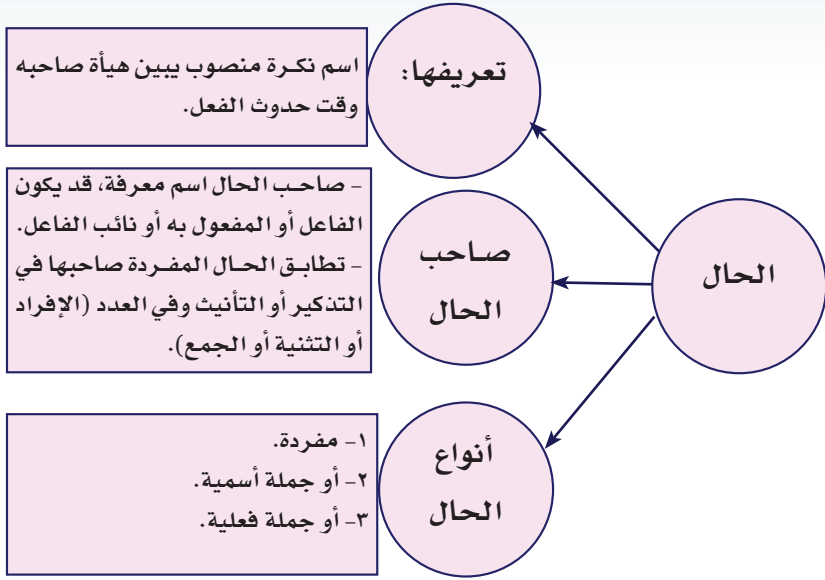 الحال
تعريفها:
اسم نكرة منصوب يبين هيأة صاحبه
وقت حدوث الفعل.
صاحب
الحال
- صاحب الحال اسم معرفة، قد يكون
الفاعل أو المفعول به أو نائب الفاعل.
- تطابق الحال المفردة صاحبها في
التذكير أو التأنيث وفي العدد (الإفراد
أو التثنية أو الجمع).
أنواع
الحال
١- مفردة.
٢- أو جملة أسمية.
٣- أو جملة فعلية.